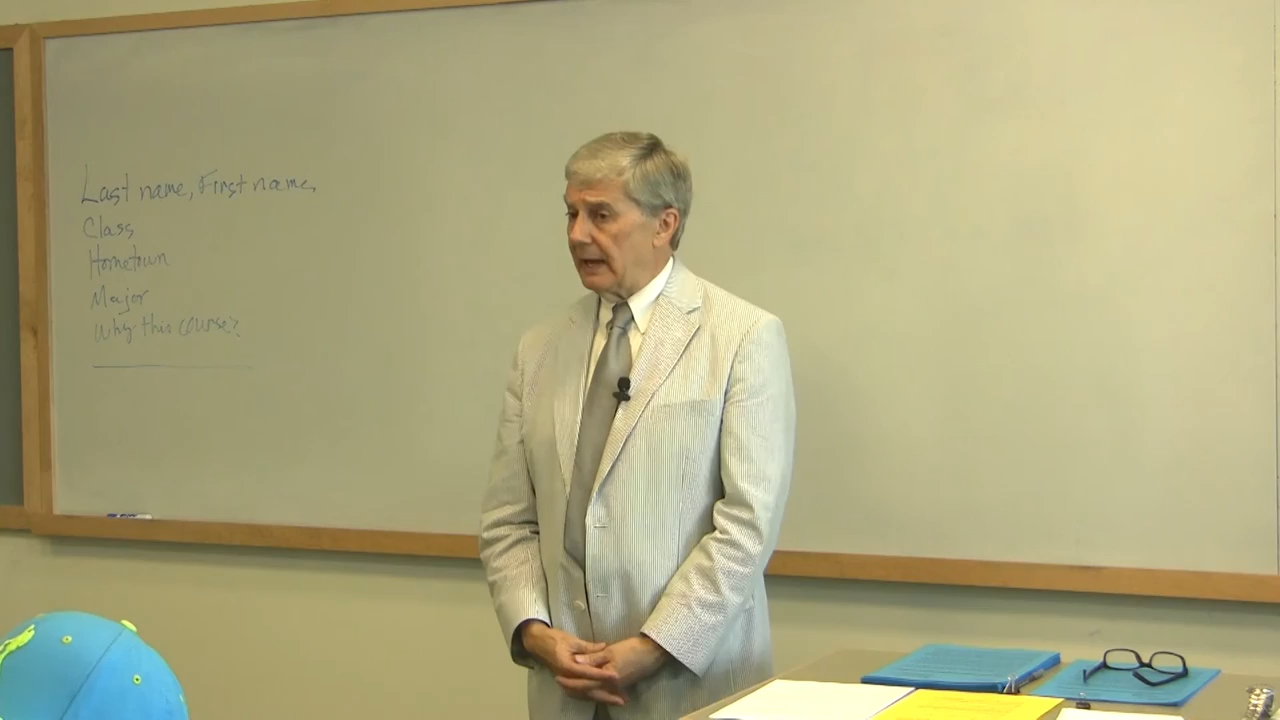 Last name, First name,
Class
Hometown
Major
Why this course?